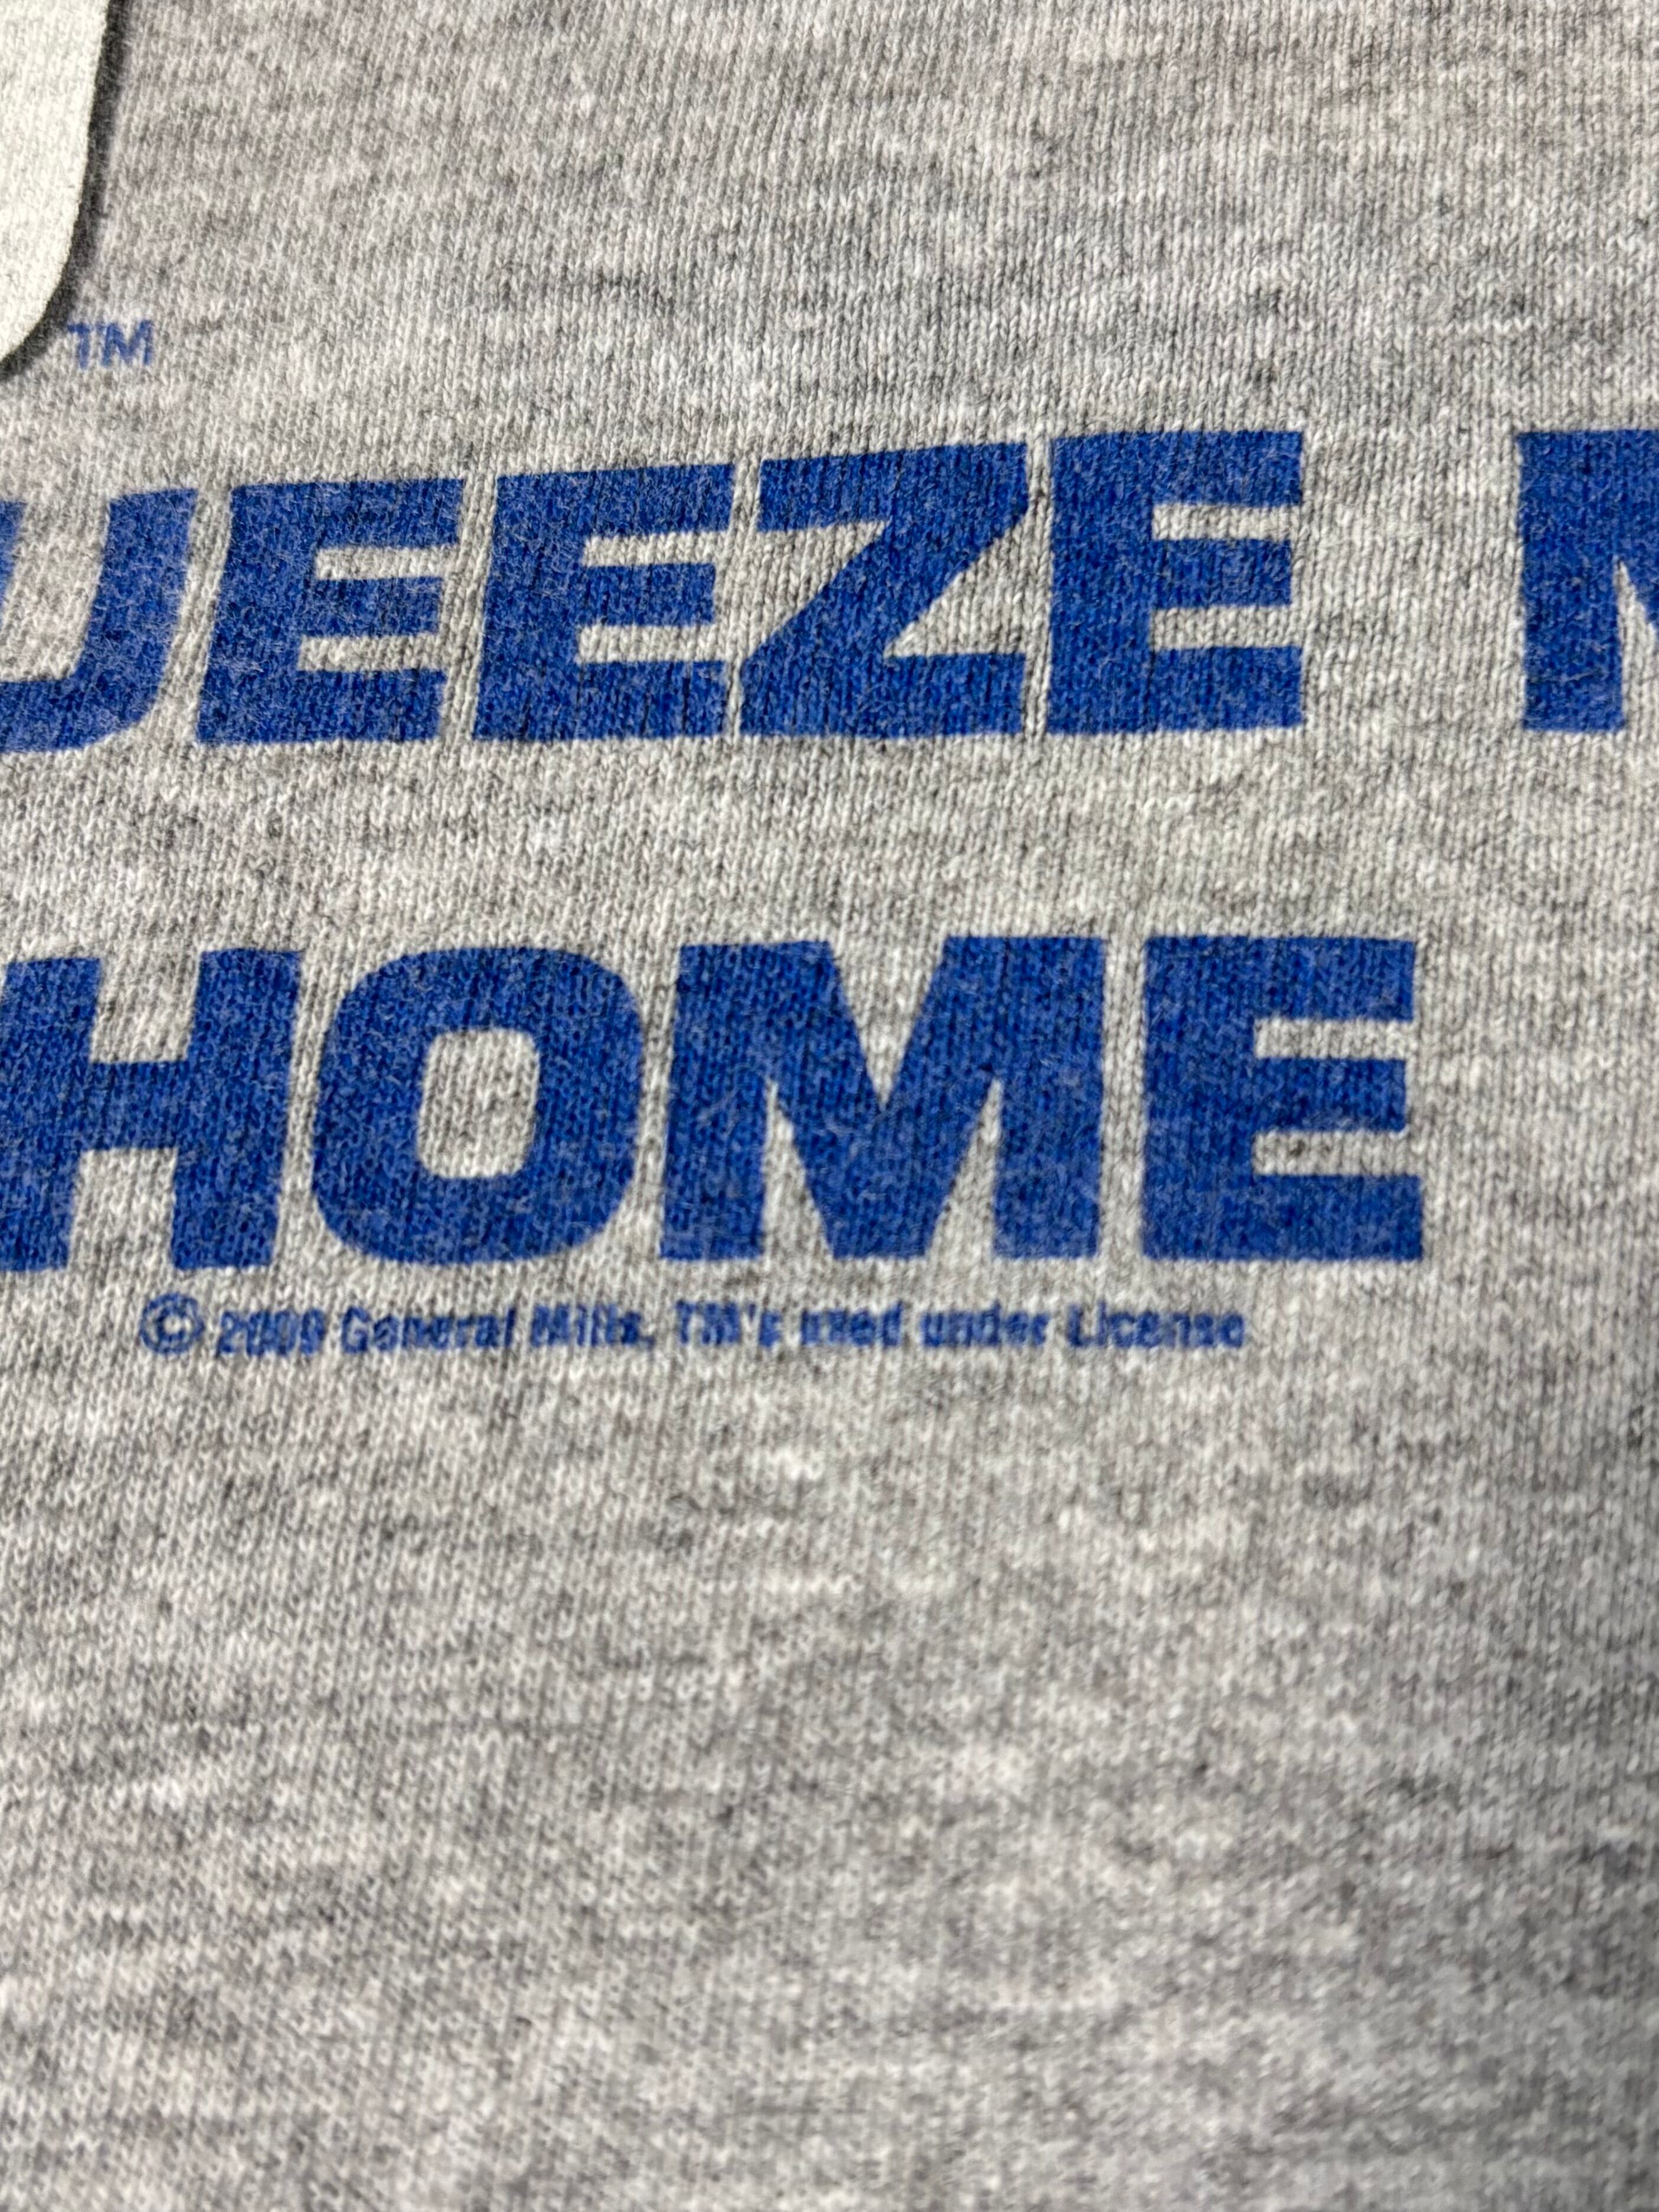 TM
UEEZE M
HOME
© 2009 General Mills. TM's used under License